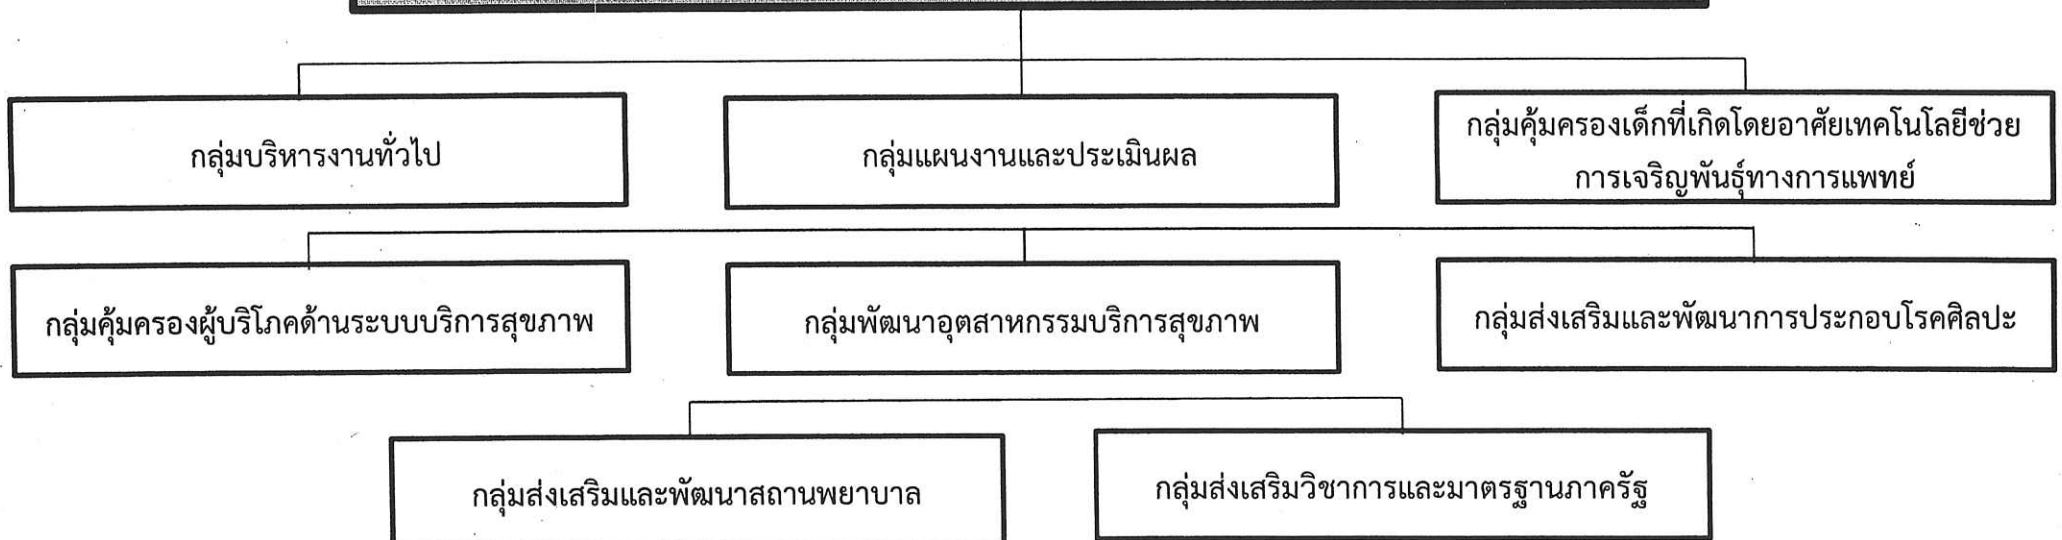 กลุ่มบริหารงานทั่วไป
กลุ่มแผนงานและประเมินผล
กลุ่มคุ้มครองเด็กที่เกิดโดยอาศัยเทคโนโลยีช่วย
การเจริญพันธุ์ทางการแพทย์
กลุ่มคุ้มครองผู้บริโภคด้านระบบบริการสุขภาพ
กลุ่มพัฒนาอุตสาหกรรมบริการสุขภาพ
กลุ่มส่งเสริมและพัฒนาการประกอบโรคศิลปะ
กลุ่มส่งเสริมและพัฒนาสถานพยาบาล
กลุ่มส่งเสริมวิชาการและมาตรฐานภาครัฐ